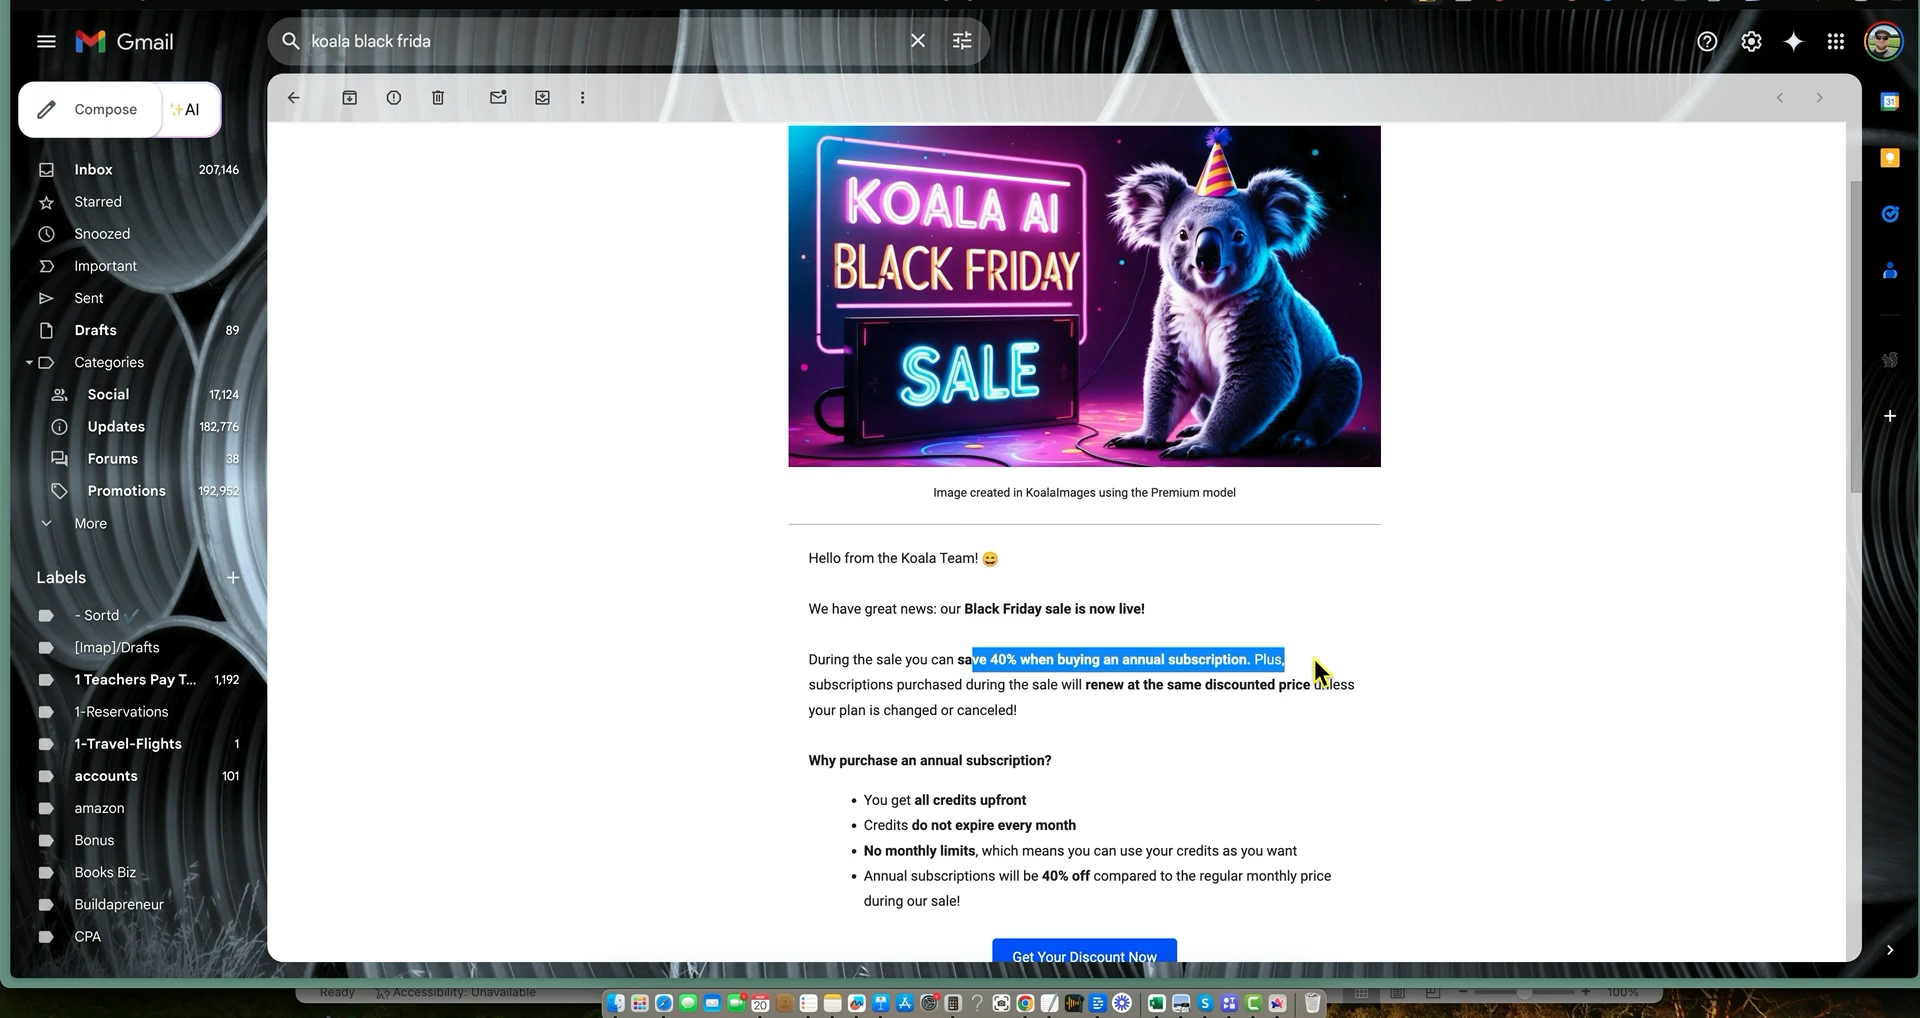 Gmail
koala black frida
Compose
✨AI
Inbox 207,146
Starred
Snoozed
Important
Sent
Drafts 89
Categories
Social 17,124
Updates 182,776
Forums 38
Promotions 192,952
More
Labels
- Sortd ✓
[Imap]/Drafts
1 Teachers Pay T... 1,192
1-Reservations
1-Travel-Flights 1
accounts 101
amazon
Bonus
Books Biz
Buildapreneur
CPA
KOALA AI
BLACK FRIDAY
SALE
Image created in KoalaImages using the Premium model
Hello from the Koala Team! 😄
We have great news: our Black Friday sale is now live!
During the sale you can save 40% when buying an annual subscription. Plus,
subscriptions purchased during the sale will renew at the same discounted price unless
your plan is changed or canceled!
Why purchase an annual subscription?
• You get all credits upfront
• Credits do not expire every month
• No monthly limits, which means you can use your credits as you want
• Annual subscriptions will be 40% off compared to the regular monthly price
during our sale!
Get Your Discount Now
31
Ready
Accessibility: Unavailable
100%
20